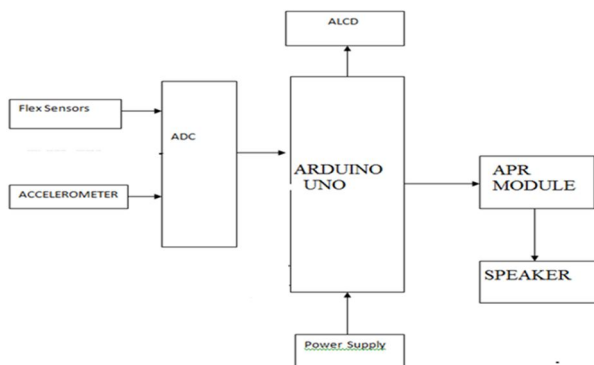 ALCD
Flex Sensors
ADC
ACCELEROMETER
ARDUINO
UNO
APR
MODULE
SPEAKER
Power Supply